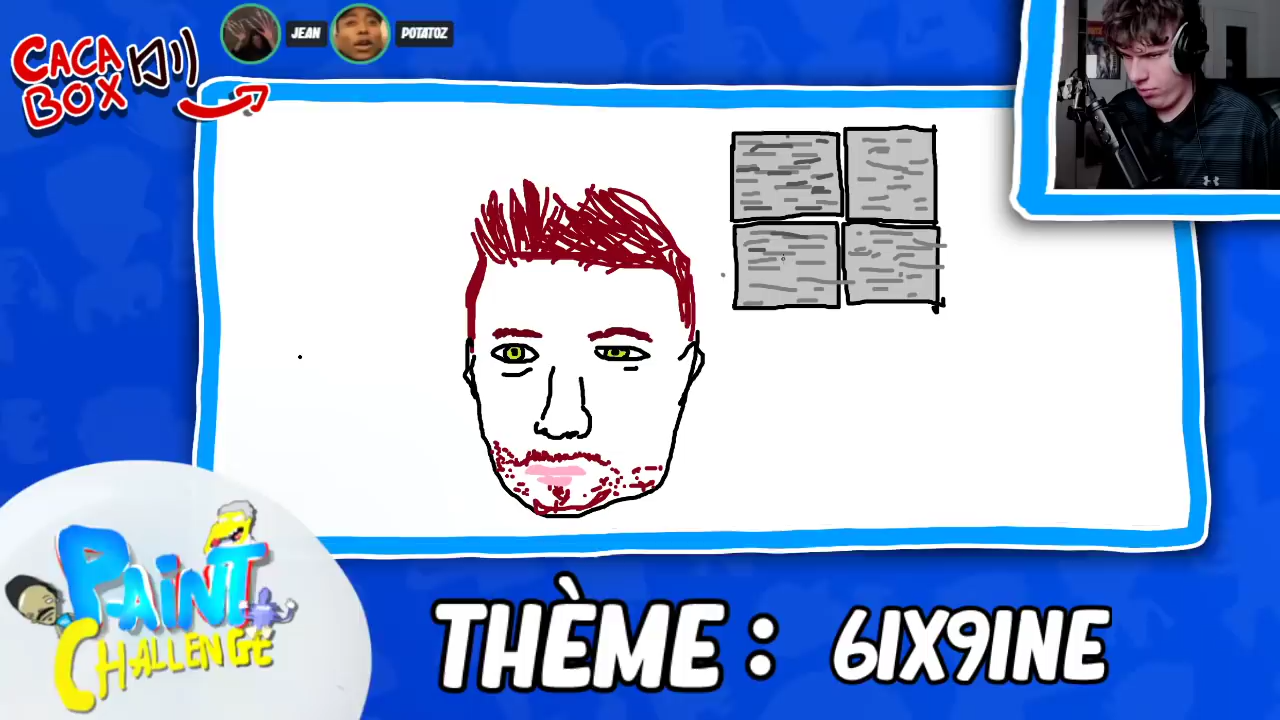 CACA
BOX
JEAN
POTATOZ
PAINT
CHALLENGE
THÈME : 6IX9INE